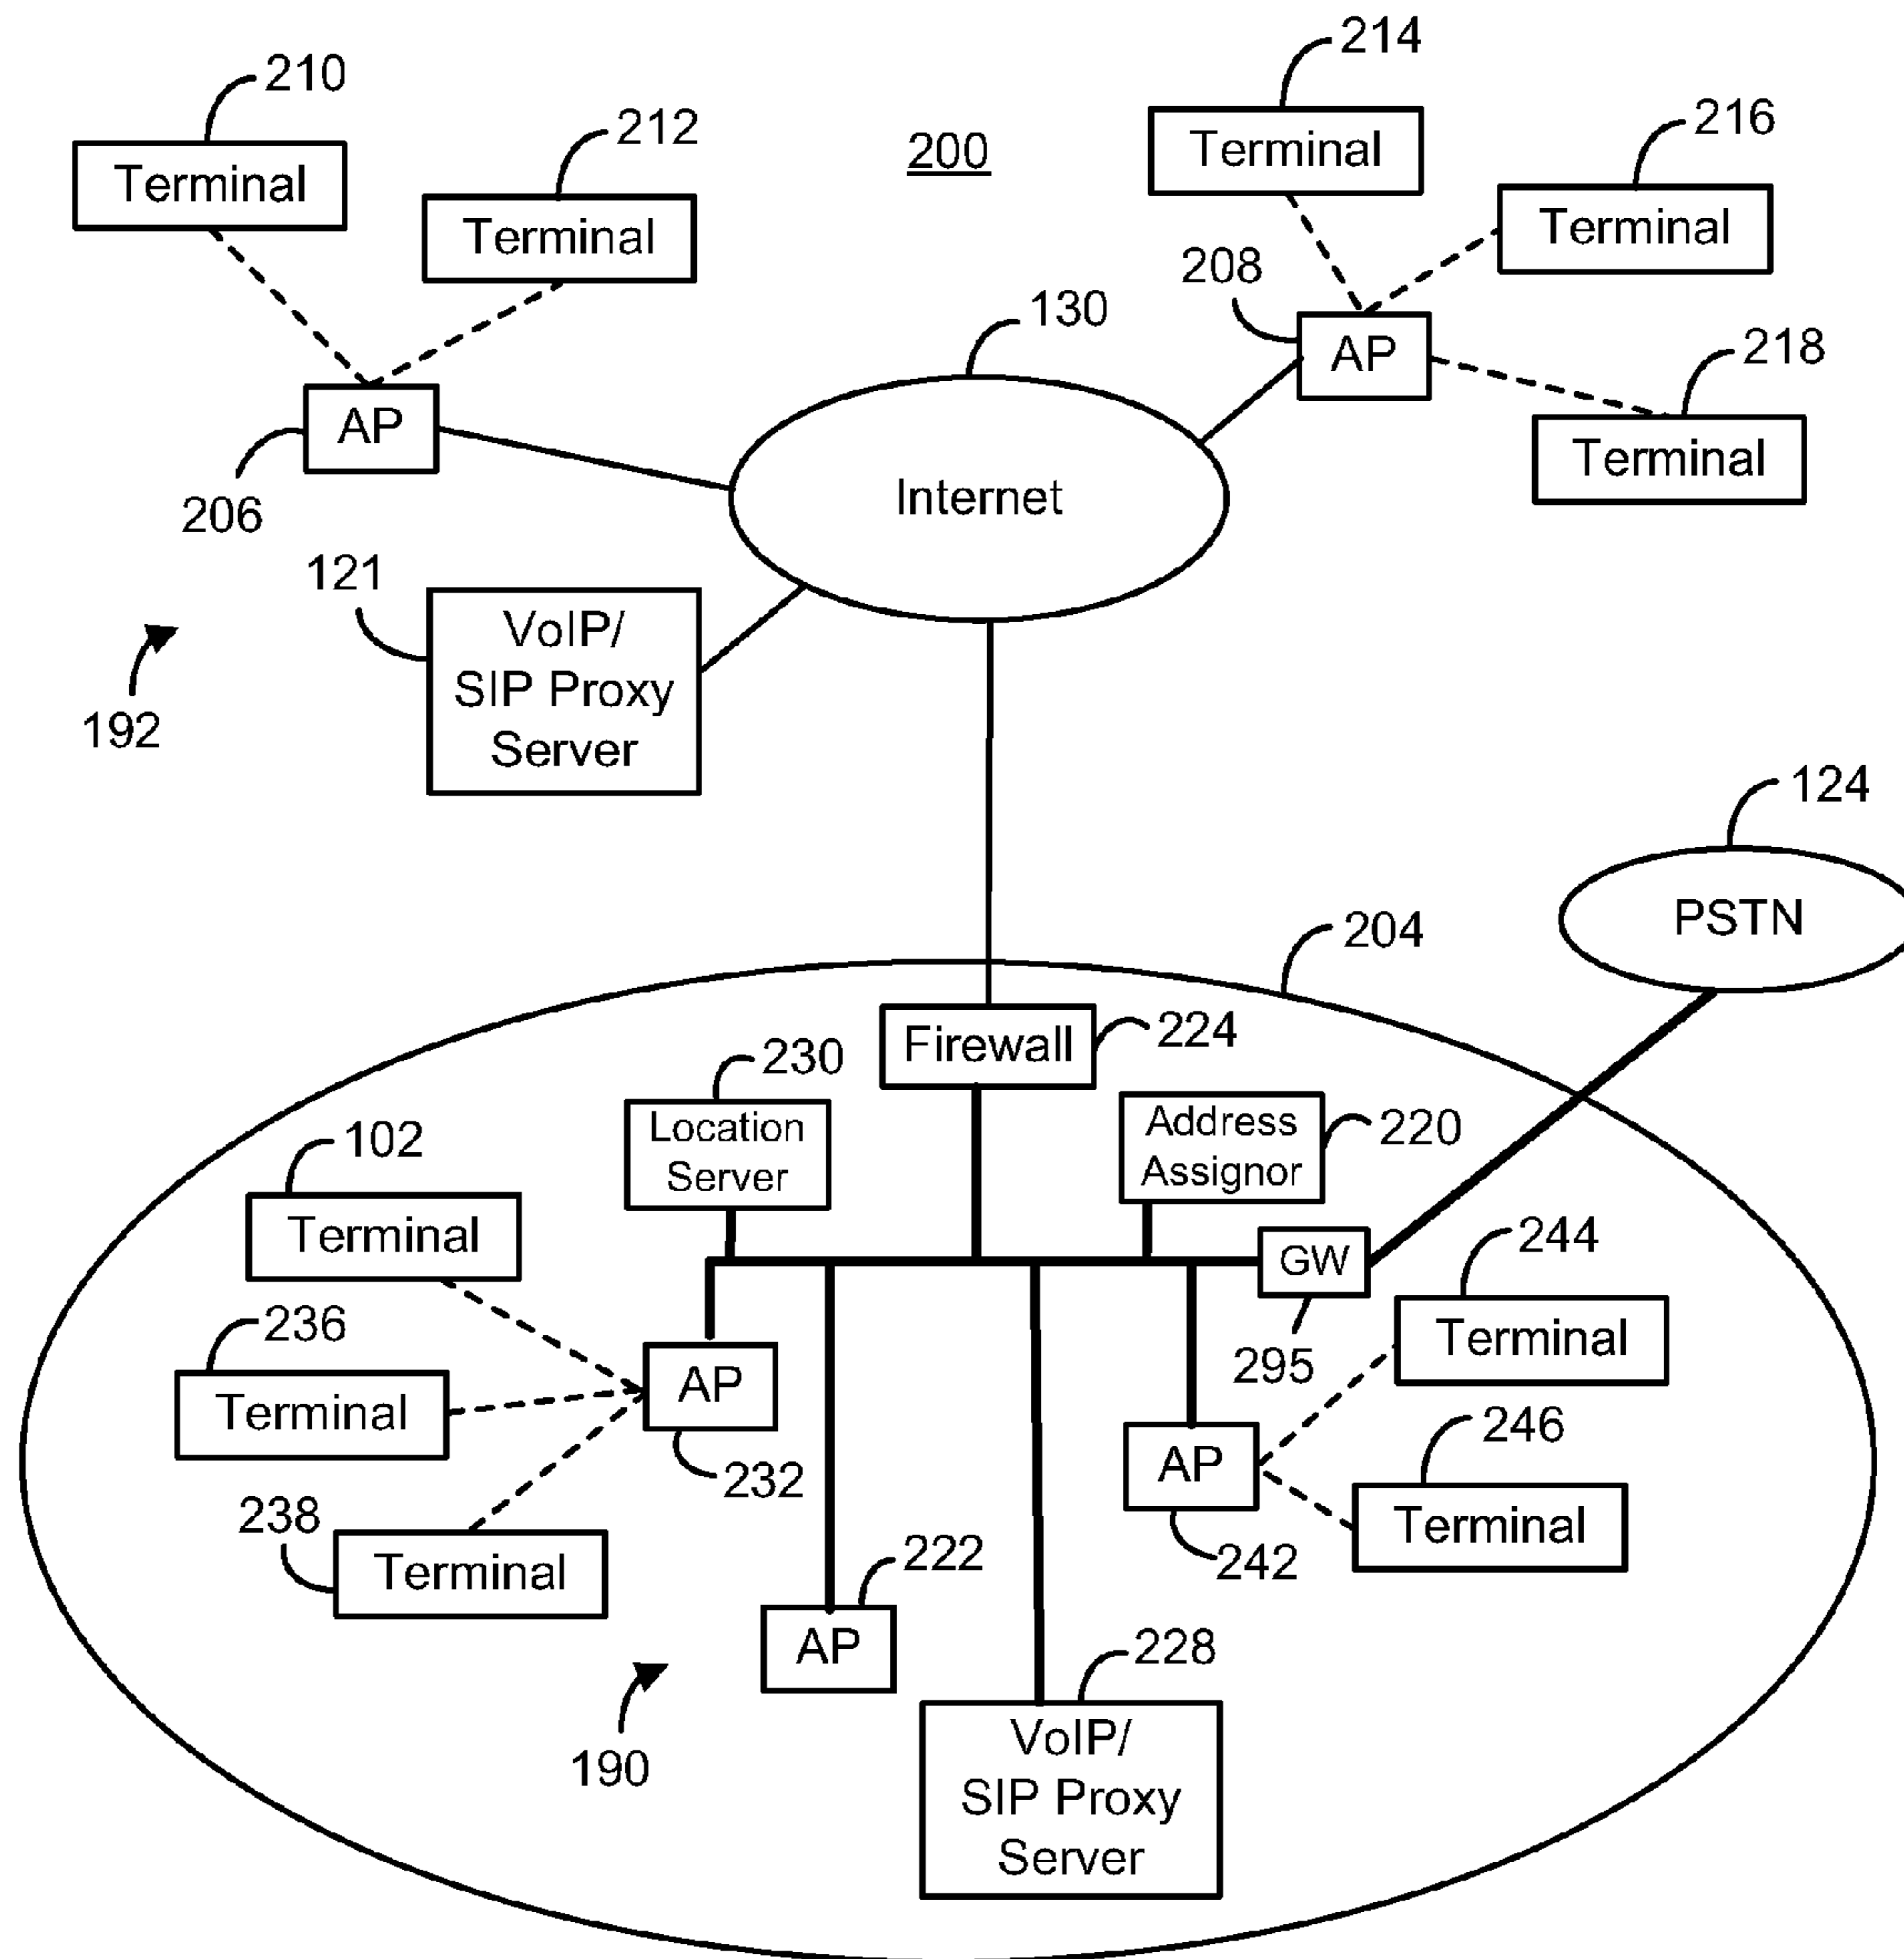 210
214
Terminal
212
200
Terminal
216
Terminal
Terminal
208
130
AP
218
AP
Terminal
206
Internet
121
VoIP/
SIP Proxy
Server
192
124
PSTN
204
Firewall
224
230
Location
Server
Address
Assignor
220
102
Terminal
GW
244
295
Terminal
236
Terminal
AP
232
246
AP
Terminal
242
238
Terminal
222
AP
190
228
VoIP/
SIP Proxy
Server